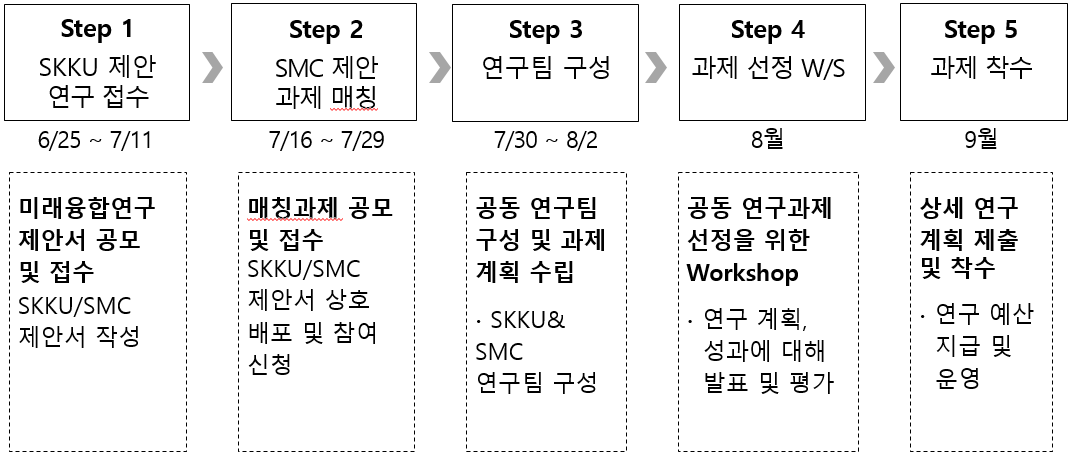 Step 1
SKKU 제안
연구 접수
6/25 ~ 7/11
미래융합연구
제안서 공모
및 접수
SKKU/SMC
제안서 작성
Step 2
SMC 제안
과제 매칭
7/16 ~ 7/29
매칭과제 공모
및 접수
SKKU/SMC
제안서 상호
배포 및 참여
신청
Step 3
연구팀 구성
7/30 ~ 8/2
공동 연구팀
구성 및 과제
계획 수립
· SKKU&
SMC
연구팀 구성
Step 4
과제 선정 W/S
8월
공동 연구과제
선정을 위한
Workshop
· 연구 계획,
성과에 대해
발표 및 평가
Step 5
과제 착수
9월
상세 연구
계획 제출
및 착수
· 연구 예산
지급 및
운영